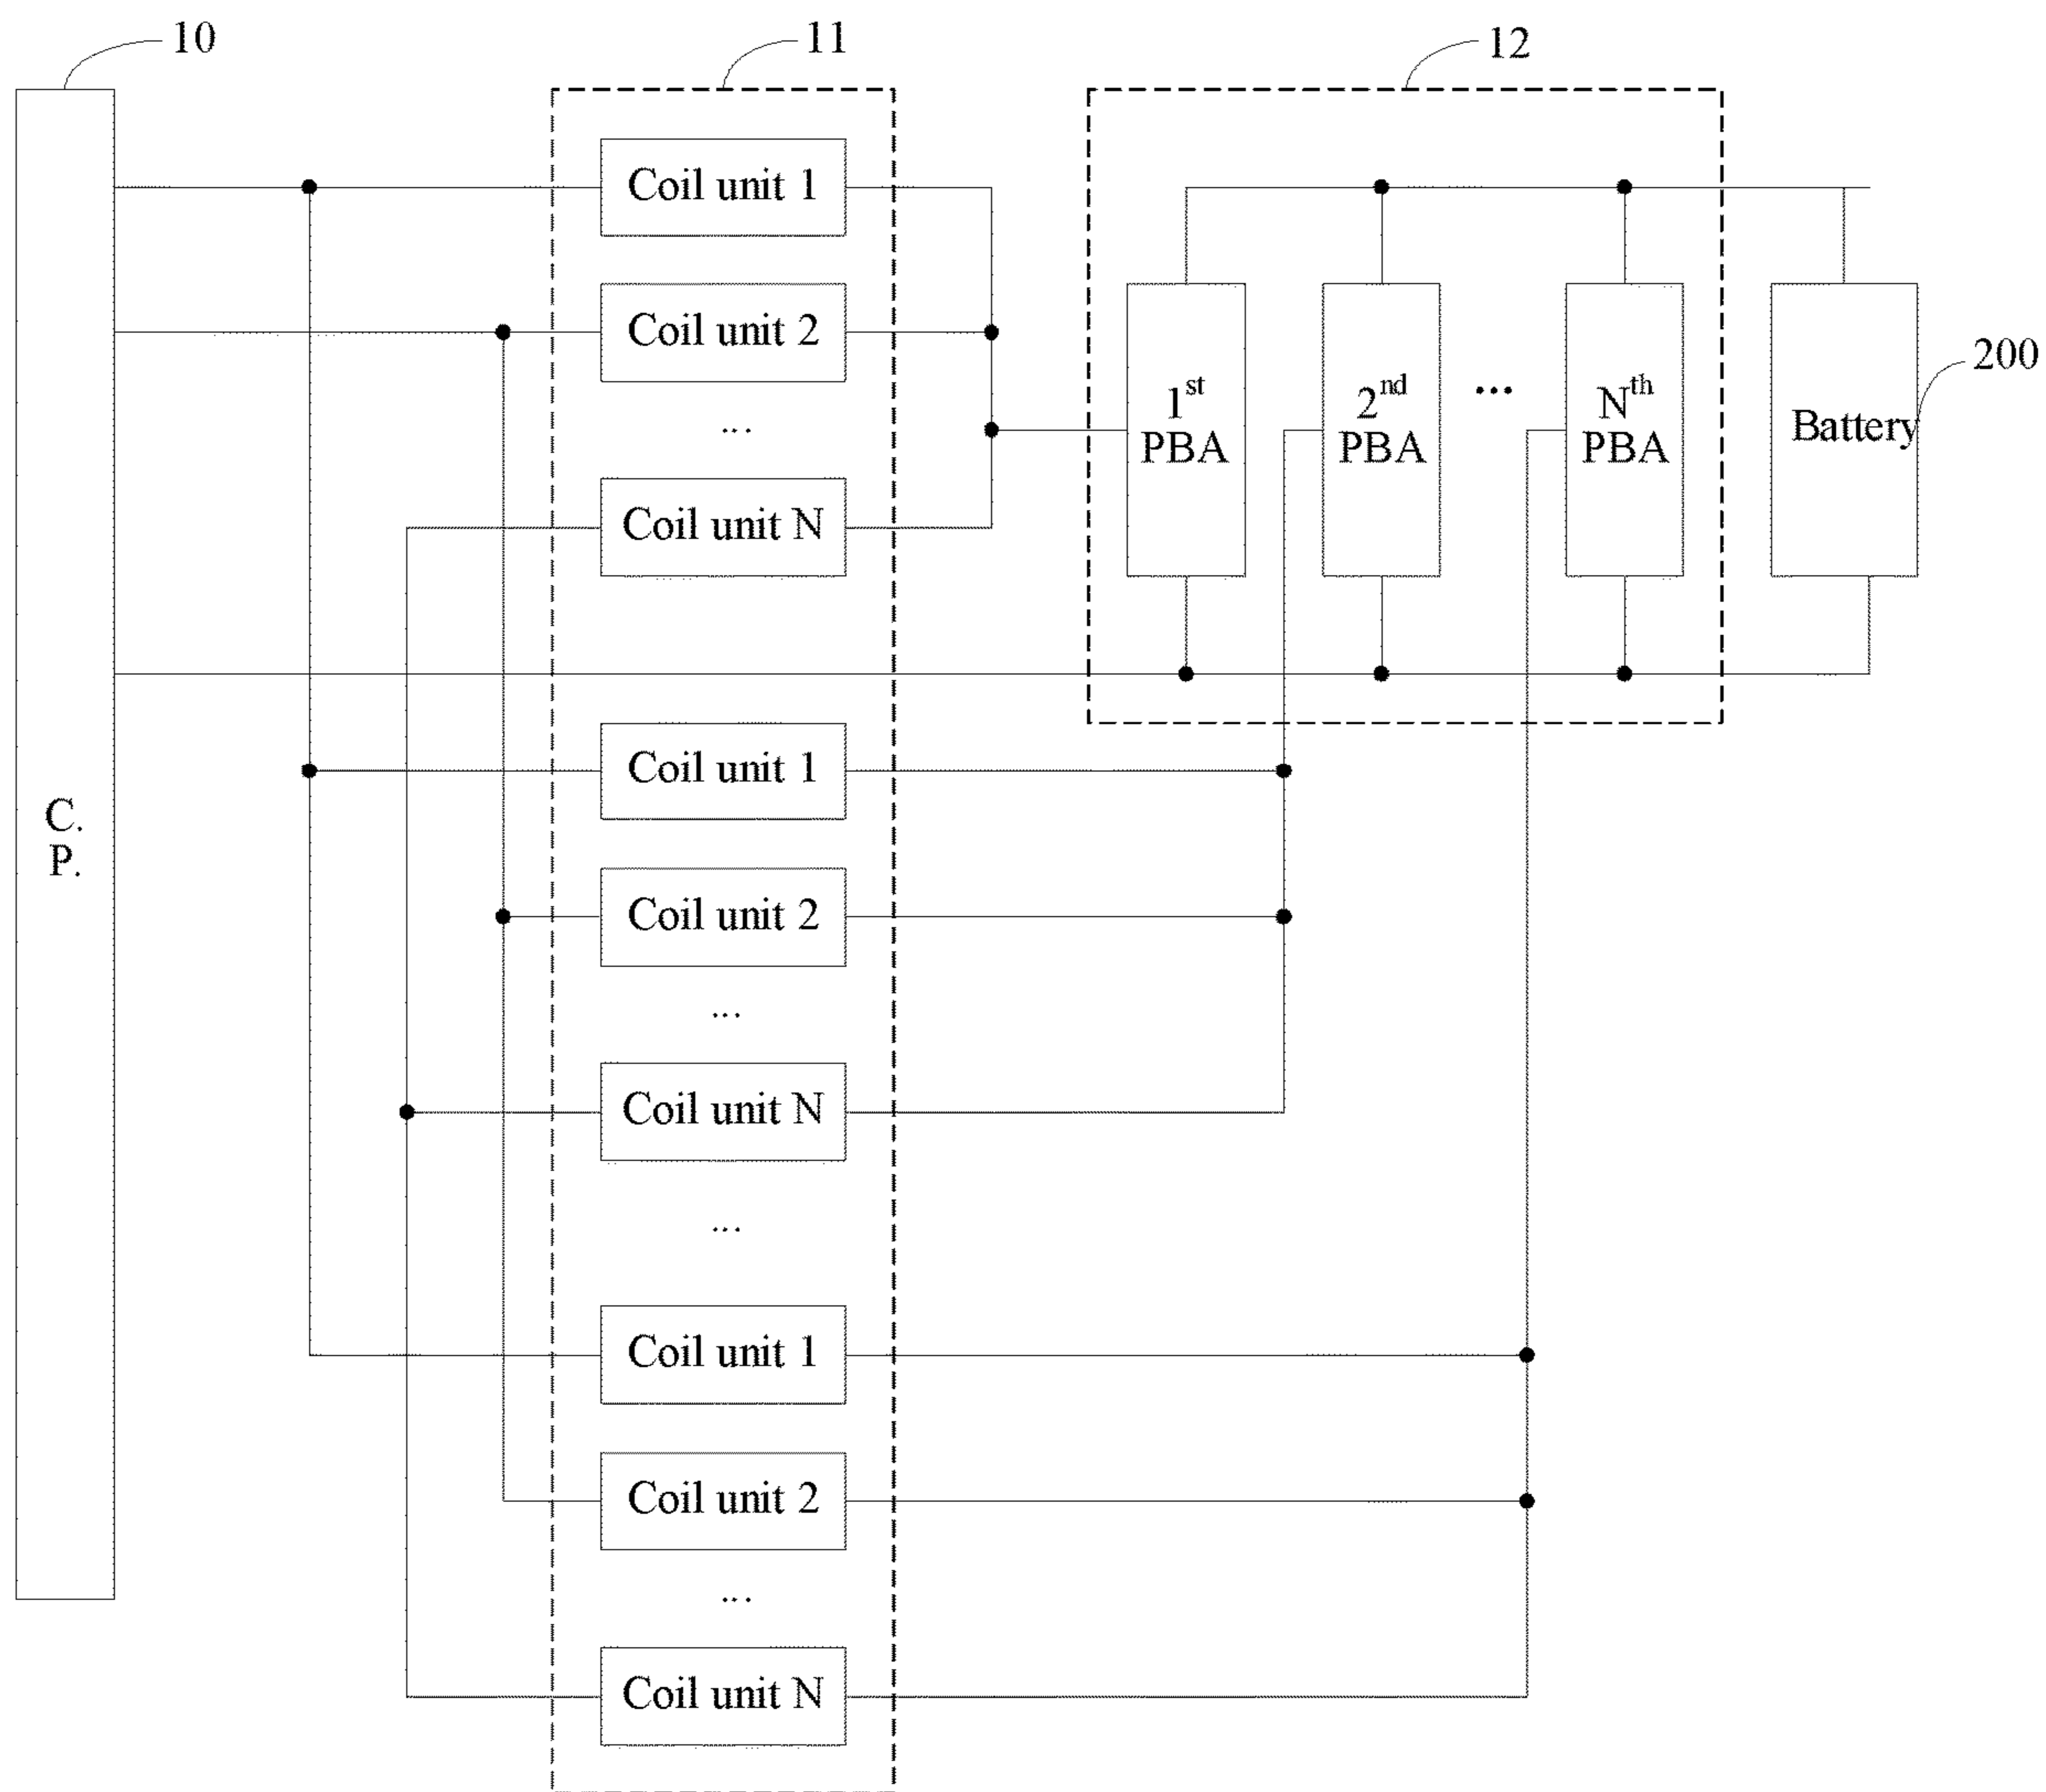 10
11
12
Coil unit 1
Coil unit 2
...
Coil unit N
1st
PBA
2nd
PBA
...
Nth
PBA
Battery
200
C.
P.
Coil unit 1
Coil unit 2
...
Coil unit N
...
Coil unit 1
Coil unit 2
...
Coil unit N